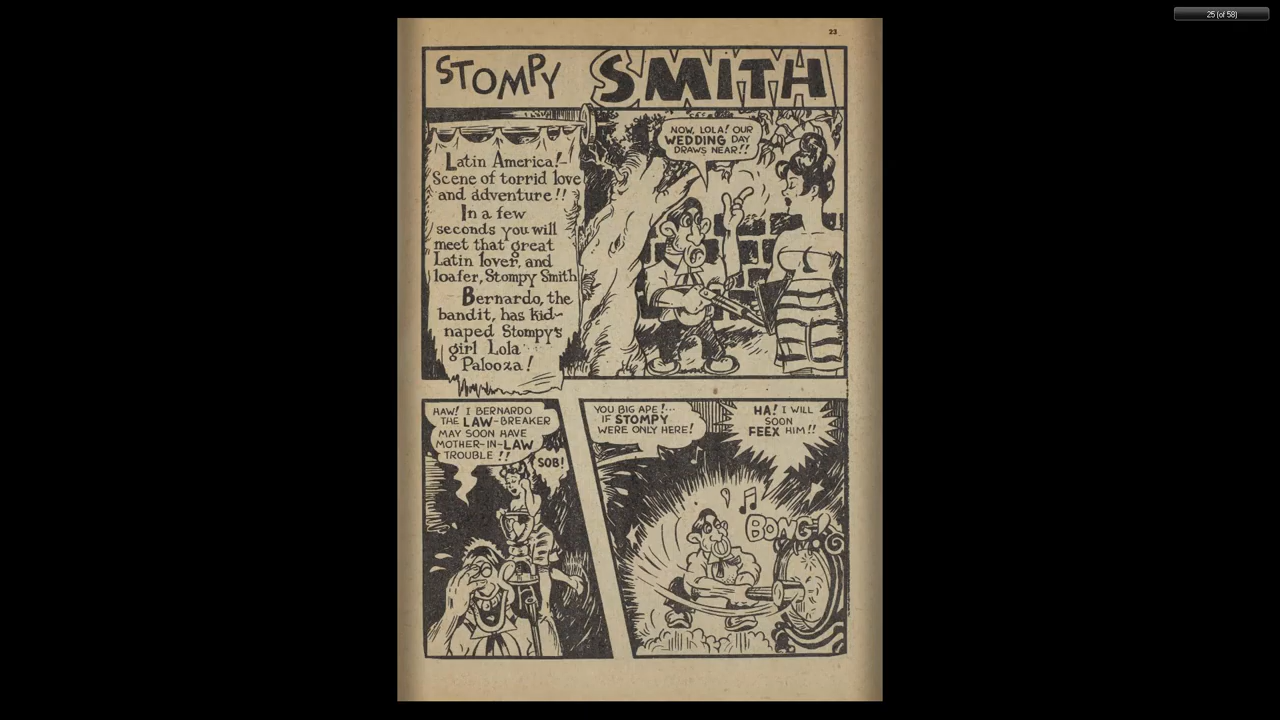 25 (of 58)
23
STOMPY SMITH
Latin America!-
Scene of torrid love
and adventure!!
In a few
seconds you will
meet that great
Latin lover, and
loafer, Stompy Smith
Bernardo, the
bandit, has kid-
naped Stompy's
girl Lola
Palooza!
NOW, LOLA! OUR
WEDDING DAY
DRAWS NEAR!!
HAW! I BERNARDO
THE LAW-BREAKER
MAY SOON HAVE
MOTHER-IN-LAW
TROUBLE!!
SOB!
YOU BIG APE!...
IF STOMPY
WERE ONLY HERE!
HA! I WILL
SOON
FEEX HIM!!
BONG!